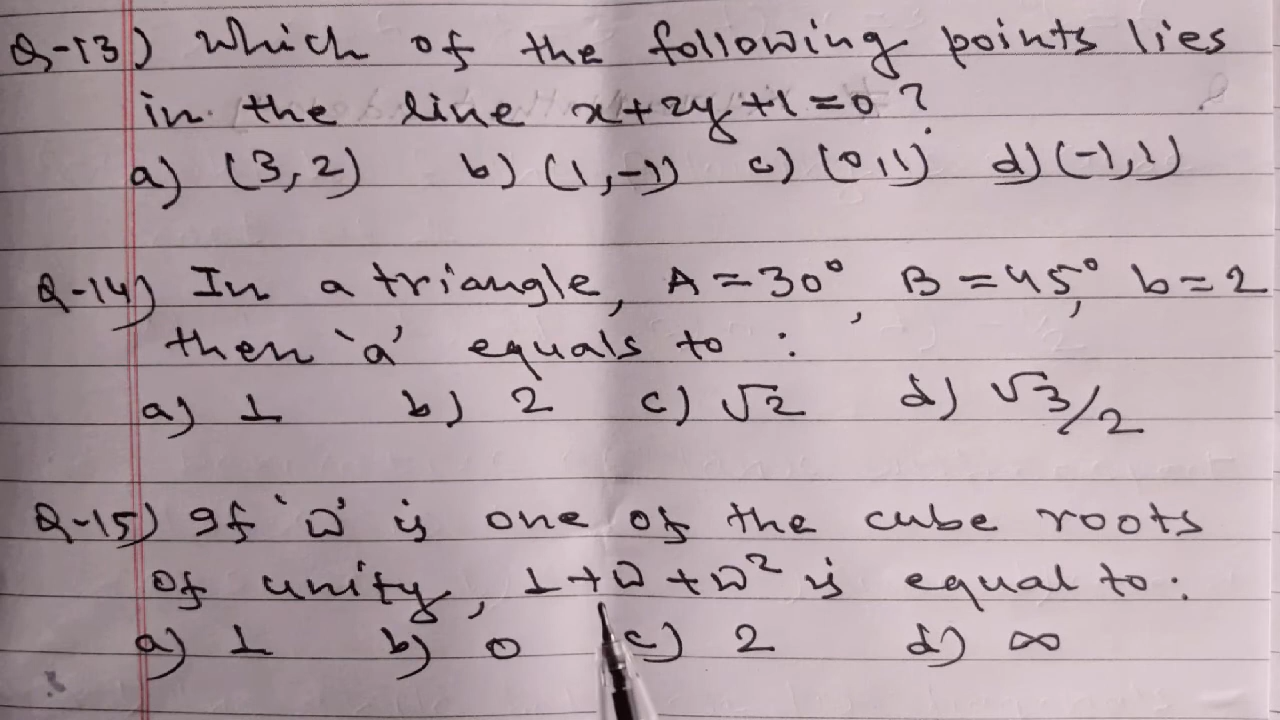 Q-13) Which of the following points lies
in the line x+2y+1=0?
a) (3,2) b) (1,-1) c) (0,1) d) (-1,1)
Q-14) In a triangle, A=30°, B=45°, b=2
then 'a' equals to :
a) 1 b) 2 c) √2 d) √3/2
Q-15) If 'ω' is one of the cube roots
of unity, 1+ω+ω² is equal to:
a) 1 b) 0 c) 2 d) ∞